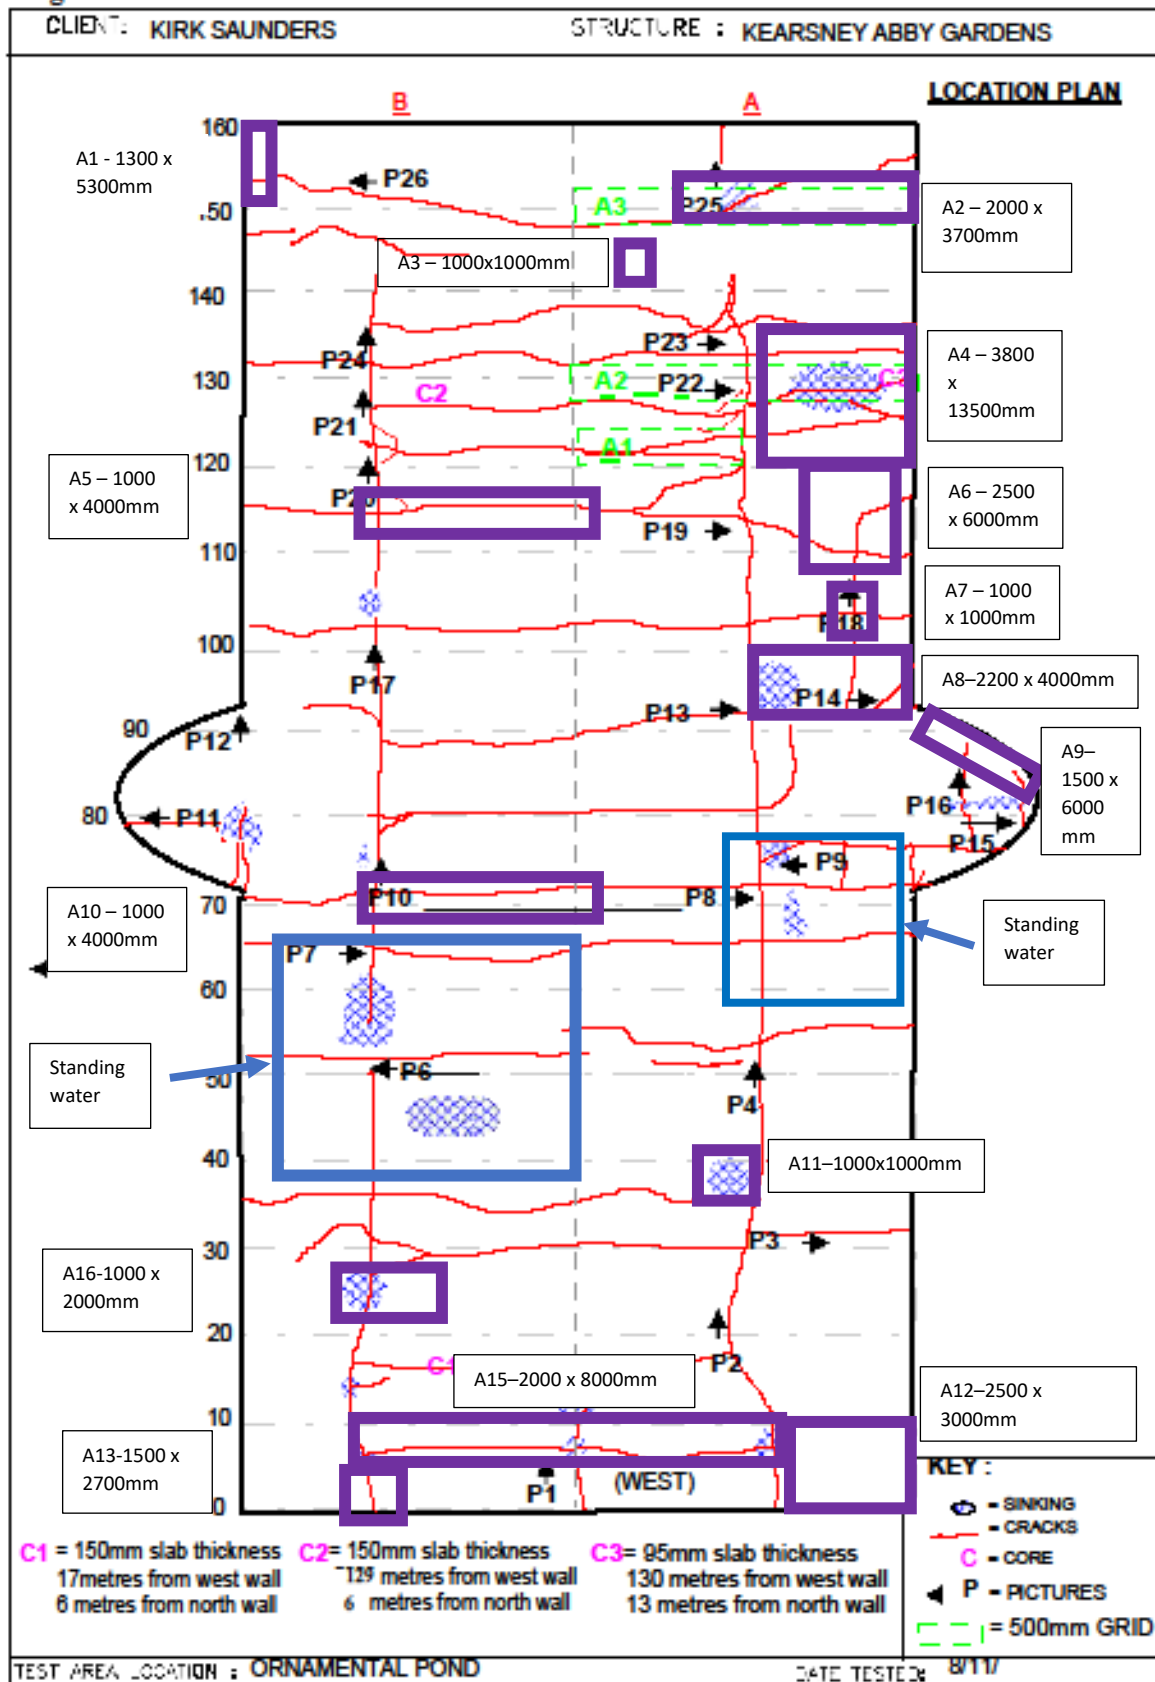 CLIENT: KIRK SAUNDERS STRUCTURE : KEARSNEY ABBY GARDENS
LOCATION PLAN
B A
160
A1 - 1300 x
5300mm
P26
P25
A3
.50
A2 – 2000 x
3700mm
A3 – 1000x1000mm
140
P23
P24
A4 – 3800
x
13500mm
130
A2
P22
C2
C3
P21
A1
120
A5 – 1000
x 4000mm
P20
A6 – 2500
x 6000mm
P19
110
A7 – 1000
x 1000mm
P18
100
P17
A8–2200 x 4000mm
P14
P13
90
P12
A9–
1500 x
6000
mm
P16
80
P11
P15
P9
P10
P8
70
A10 – 1000
x 4000mm
Standing
water
P7
60
Standing
water
P6
50
P4
40
A11–1000x1000mm
P3
30
A16-1000 x
2000mm
20
P2
C1
A15–2000 x 8000mm
A12–2500 x
3000mm
10
A13-1500 x
2700mm
P1
(WEST)
0
KEY :
= SINKING
= CRACKS
C = CORE
P = PICTURES
= 500mm GRID
C1 = 150mm slab thickness C2= 150mm slab thickness C3= 95mm slab thickness
17metres from west wall 129 metres from west wall 130 metres from west wall
6 metres from north wall 6 metres from north wall 13 metres from north wall
TEST AREA LOCATION : ORNAMENTAL POND DATE TESTED: 8/11/